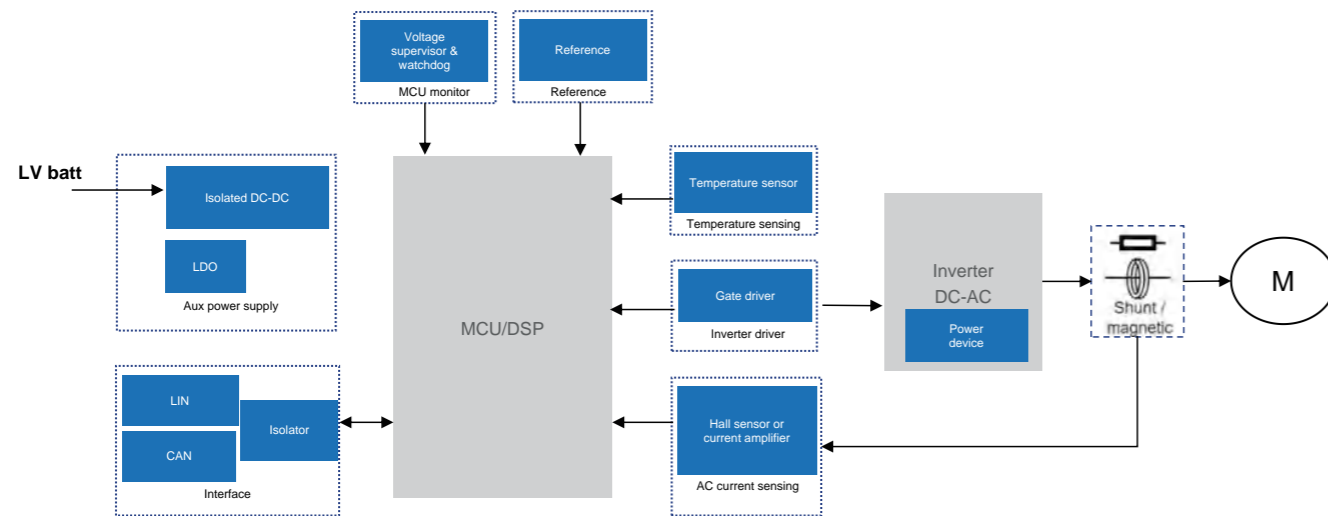 Voltage
supervisor &
watchdog
MCU monitor
Reference
Reference
LV batt
Isolated DC-DC
LDO
Aux power supply
MCU/DSP
Temperature sensor
Temperature sensing
Gate driver
Inverter driver
Inverter
DC-AC
Power
device
Shunt /
magnetic
M
LIN
CAN
Isolator
Interface
Hall sensor or
current amplifier
AC current sensing